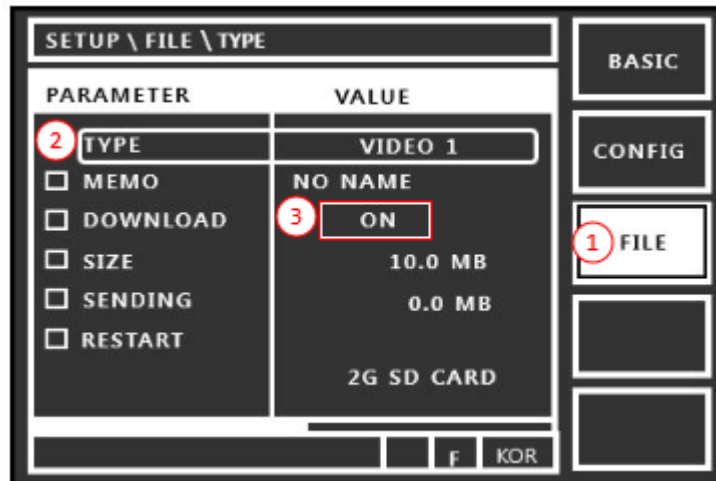 SETUP \ FILE \ TYPE
PARAMETER VALUE
2 TYPE VIDEO 1
MEMO NO NAME
DOWNLOAD 3 ON
SIZE 10.0 MB
SENDING 0.0 MB
RESTART
2G SD CARD
F KOR
BASIC
CONFIG
1 FILE